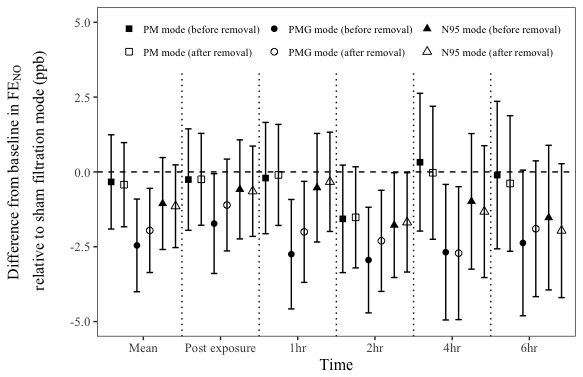 5.0
PM mode (before removal) PMG mode (before removal) N95 mode (before removal)
PM mode (after removal) PMG mode (after removal) N95 mode (after removal)
2.5
0.0
-2.5
-5.0
Difference from baseline in FENO
relative to sham filtration mode (ppb)
Mean Post exposure 1hr 2hr 4hr 6hr
Time